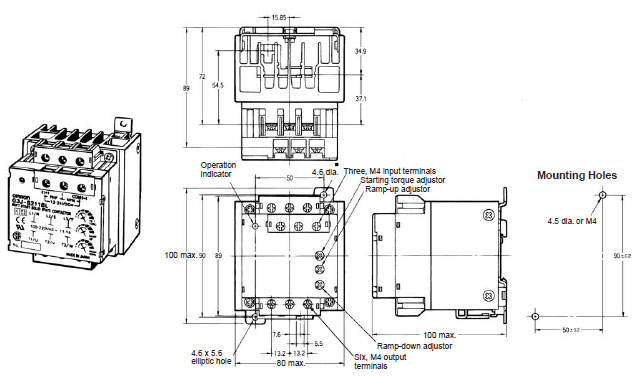 15.85
89
72
54.5
34.9
37.1
Operation
indicator
50
4.6 dia.
Three, M4 input terminals
Starting torque adjustor
Ramp-up adjustor
Mounting Holes
4.5 dia. or M4
OMRON
100 max.
90
89
90±0.2
50±0.2
100 max.
Ramp-down adjustor
7.6
5.5
13.2
13.2
80 max.
4.6 x 5.6
elliptic hole
Six, M4 output
terminals